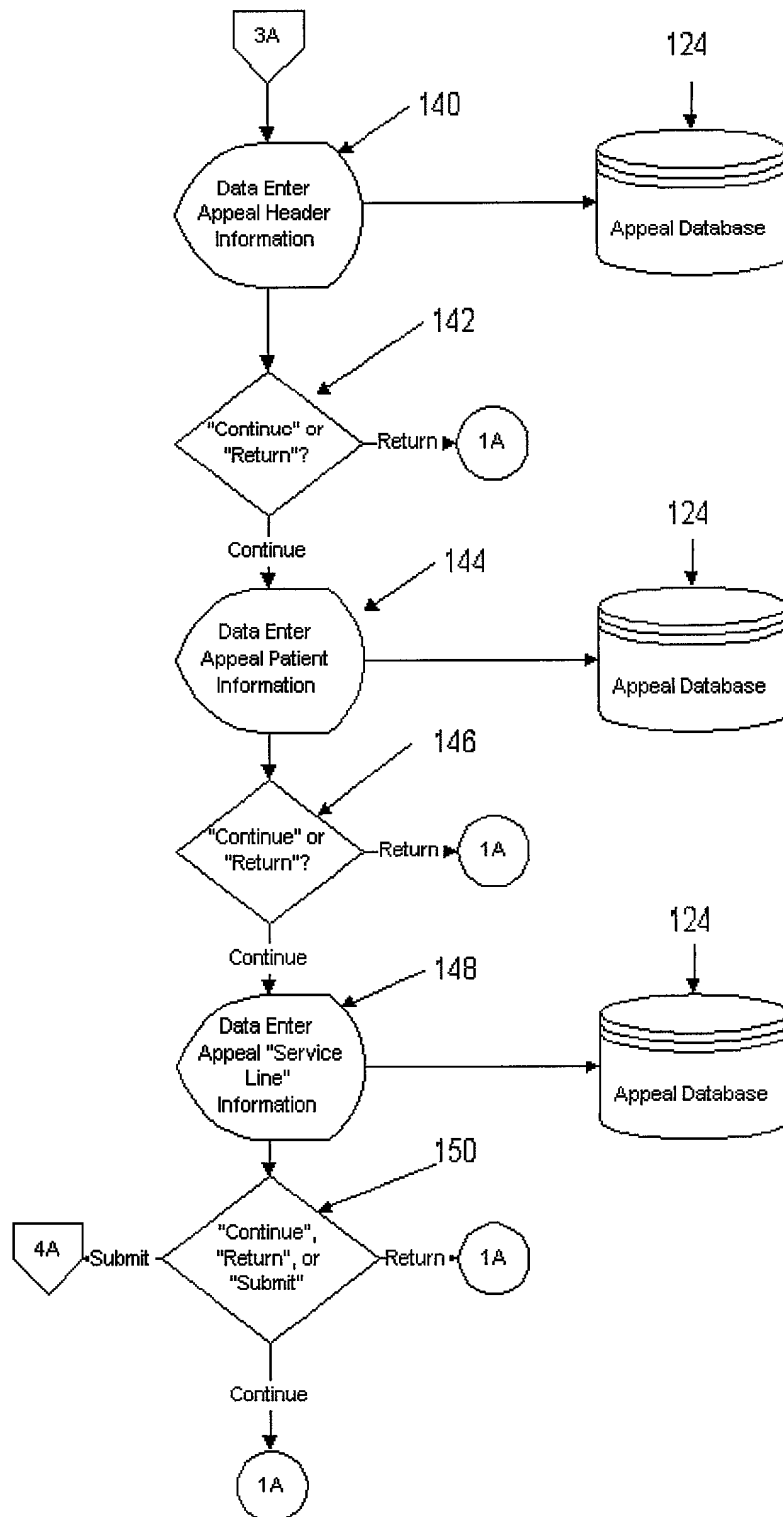 3A
140
124
Data Enter
Appeal Header
Information
Appeal Database
142
"Continue" or
"Return"?
Return
1A
Continue
124
144
Data Enter
Appeal Patient
Information
Appeal Database
146
"Continue" or
"Return"?
Return
1A
Continue
124
148
Data Enter
Appeal "Service
Line"
Information
Appeal Database
150
4A
Submit
"Continue",
"Return", or
"Submit"
Return
1A
Continue
1A